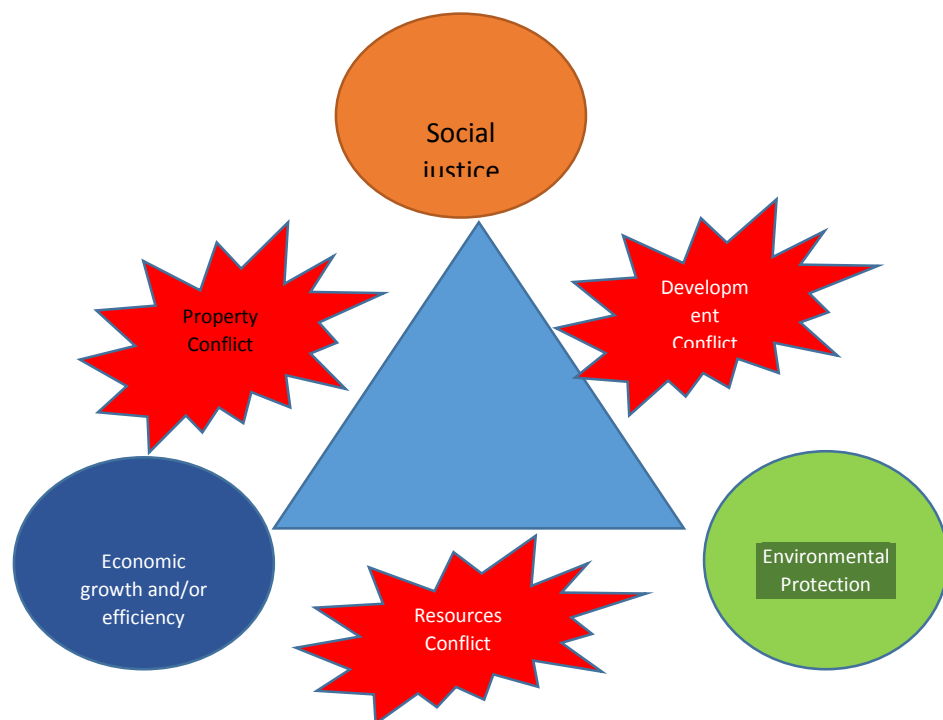 Social
justice
Property
Conflict
Developm
ent
Conflict
Economic
growth and/or
efficiency
Environmental
Protection
Resources
Conflict